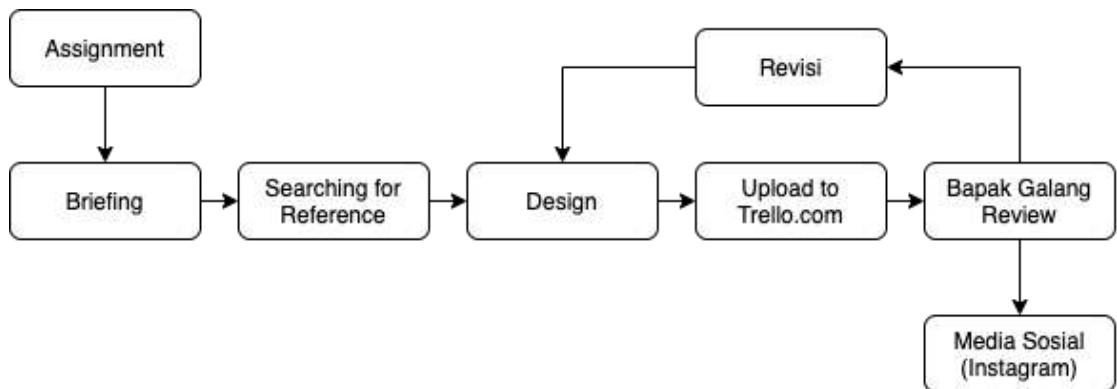 Assignment
Revisi
Briefing
Searching for
Reference
Design
Upload to
Trello.com
Bapak Galang
Review
Media Sosial
(Instagram)